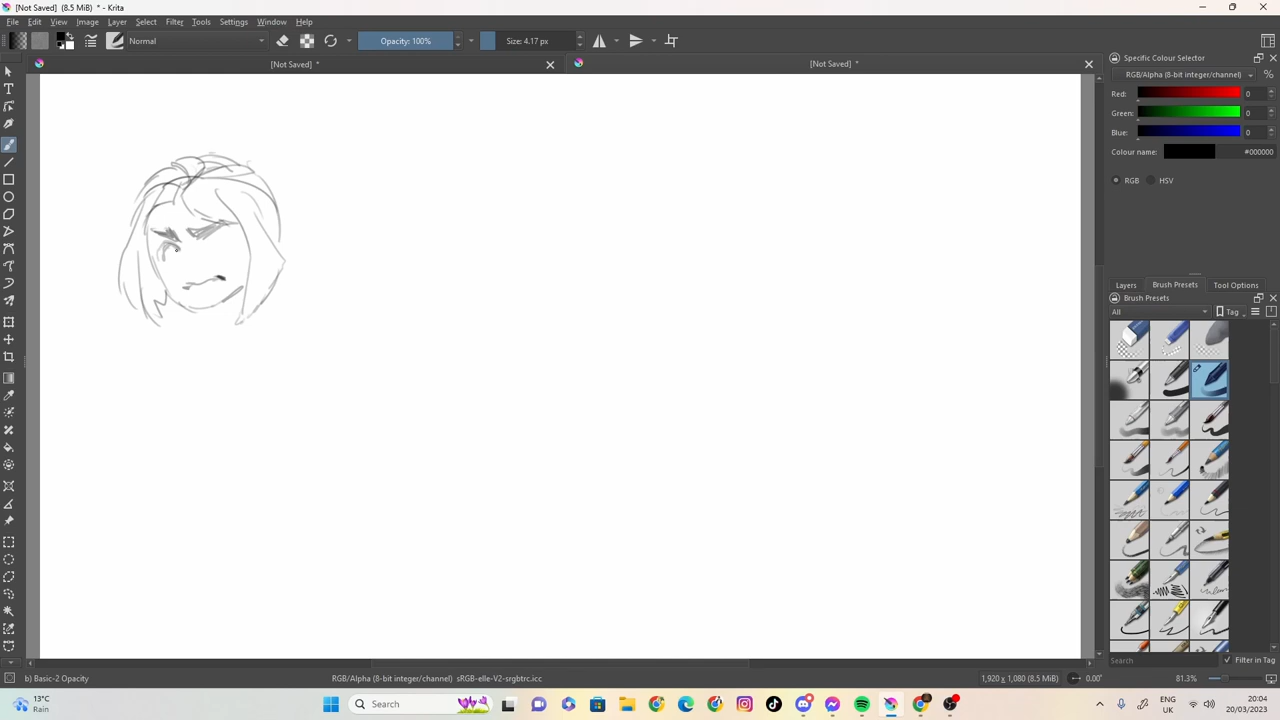 [Not Saved] (8.5 MiB) * - Krita
File Edit View Image Layer Select Filter Tools Settings Window Help
Normal Opacity: 100% Size: 4.17 px
[Not Saved] * [Not Saved] *
Specific Colour Selector
RGB/Alpha (8-bit integer/channel) %
Red: 0
Green: 0
Blue: 0
Colour name: #000000
RGB HSV
Layers Brush Presets Tool Options
Brush Presets
All Tag
Search Filter in Tag
b) Basic-2 Opacity RGB/Alpha (8-bit integer/channel) sRGB-elle-V2-srgbtrc.icc 1,920 x 1,080 (8.5 MiB) 0.00° 81.3%
13°C
Rain
Search
ENG
UK
20:04
20/03/2023